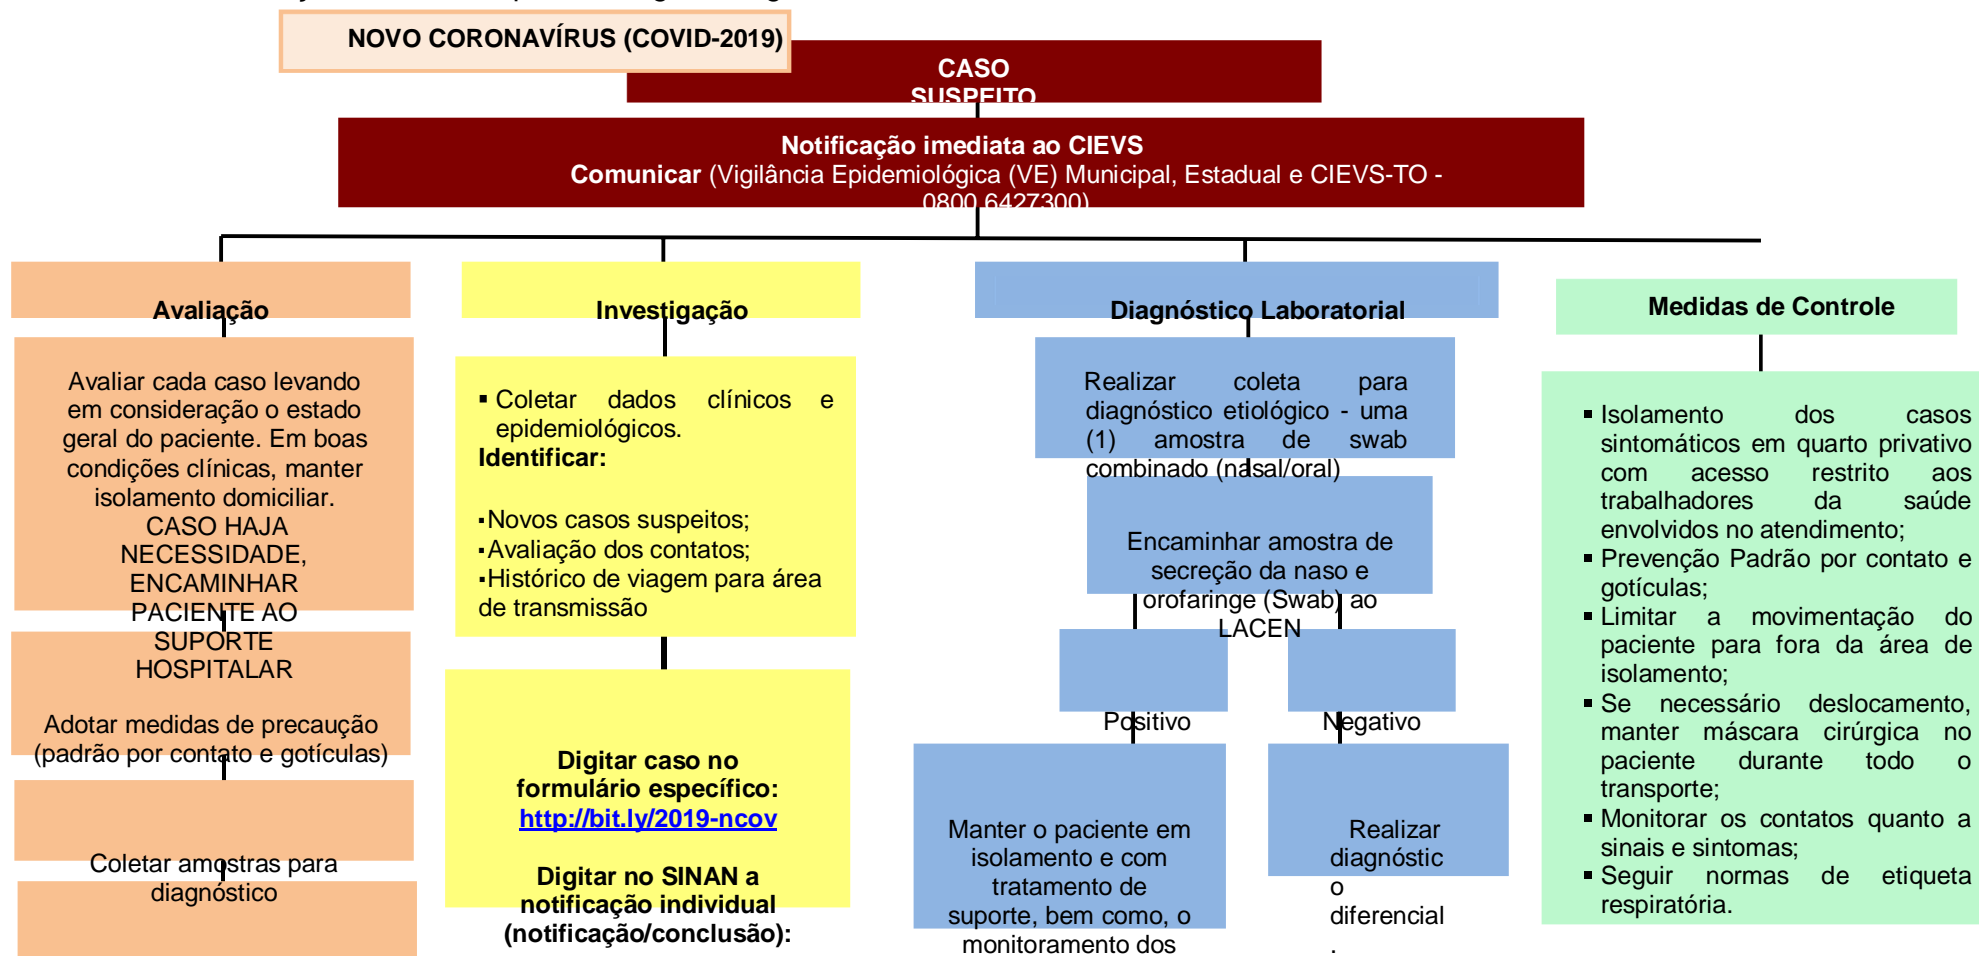 NOVO CORONAVÍRUS (COVID-2019)
CASO
SUSPEITO
Notificação imediata ao CIEVS
Comunicar (Vigilância Epidemiológica (VE) Municipal, Estadual e CIEVS-TO -
0800 6427300)
Avaliação
Avaliar cada caso levando
em consideração o estado
geral do paciente. Em boas
condições clínicas, manter
isolamento domiciliar.
CASO HAJA
NECESSIDADE,
ENCAMINHAR
PACIENTE AO
SUPORTE
HOSPITALAR
Adotar medidas de precaução
(padrão por contato e gotículas)
Coletar amostras para
diagnóstico
Investigação
▪ Coletar dados clínicos e
epidemiológicos.
Identificar:
▪Novos casos suspeitos;
▪Avaliação dos contatos;
▪Histórico de viagem para área
de transmissão
Digitar caso no
formulário específico:
http://bit.ly/2019-ncov
Digitar no SINAN a
notificação individual
(notificação/conclusão):
Diagnóstico Laboratorial
Realizar coleta para
diagnóstico etiológico - uma
(1) amostra de swab
combinado (nasal/oral)
Encaminhar amostra de
secreção da naso e
orofaringe (Swab) ao
LACEN
Positivo
Negativo
Manter o paciente em
isolamento e com
tratamento de
suporte, bem como, o
monitoramento dos
Realizar
diagnóstic
o
diferencial
.
Medidas de Controle
▪ Isolamento dos casos
sintomáticos em quarto privativo
com acesso restrito aos
trabalhadores da saúde
envolvidos no atendimento;
▪ Prevenção Padrão por contato e
gotículas;
▪ Limitar a movimentação do
paciente para fora da área de
isolamento;
▪ Se necessário deslocamento,
manter máscara cirúrgica no
paciente durante todo o
transporte;
▪ Monitorar os contatos quanto a
sinais e sintomas;
▪ Seguir normas de etiqueta
respiratória.